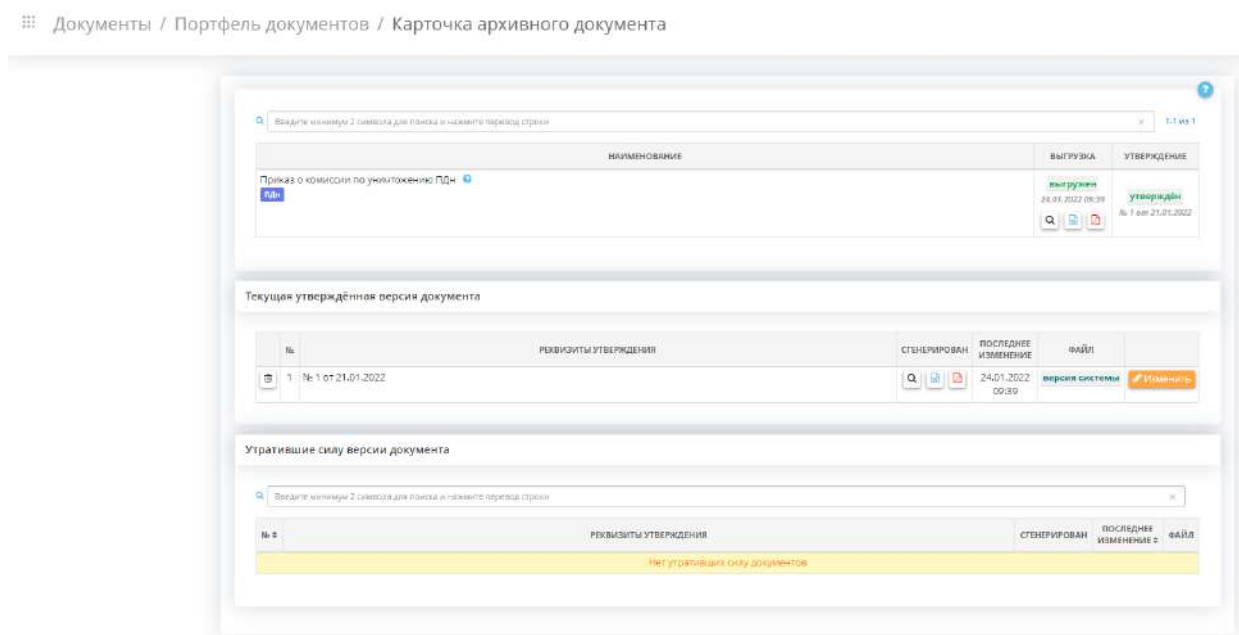 Документы / Портфель документов / Карточка архивного документа
?
Введите минимум 2 символа для поиска и нажмите перевод строки × 1-1 из 1
НАИМЕНОВАНИЕ ВЫГРУЗКА УТВЕРЖДЕНИЕ
Приказ о комиссии по уничтожению ПДн ?
ПДн
выгружен
24.01.2022 09:39
утверждён
№ 1 от 21.01.2022
Текущая утверждённая версия документа
№ РЕКВИЗИТЫ УТВЕРЖДЕНИЯ СГЕНЕРИРОВАН ПОСЛЕДНЕЕ ИЗМЕНЕНИЕ ФАЙЛ
1 № 1 от 21.01.2022 24.01.2022 версия системы Изменить
09:39
Утратившие силу версии документа
Введите минимум 2 символа для поиска и нажмите перевод строки ×
№ РЕКВИЗИТЫ УТВЕРЖДЕНИЯ СГЕНЕРИРОВАН ПОСЛЕДНЕЕ ИЗМЕНЕНИЕ ФАЙЛ
Нет утративших силу документов